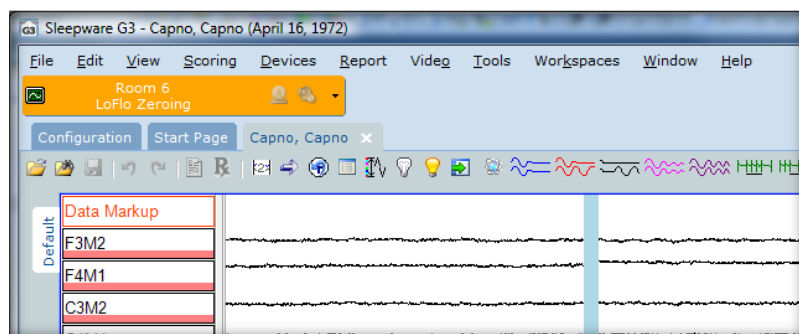 G3 Sleepware G3 - Capno, Capno (April 16, 1972)
File Edit View Scoring Devices Report Video Tools Workspaces Window Help
Room 6
LoFlo Zeroing
Configuration Start Page Capno, Capno
Default
Data Markup
F3M2
F4M1
C3M2